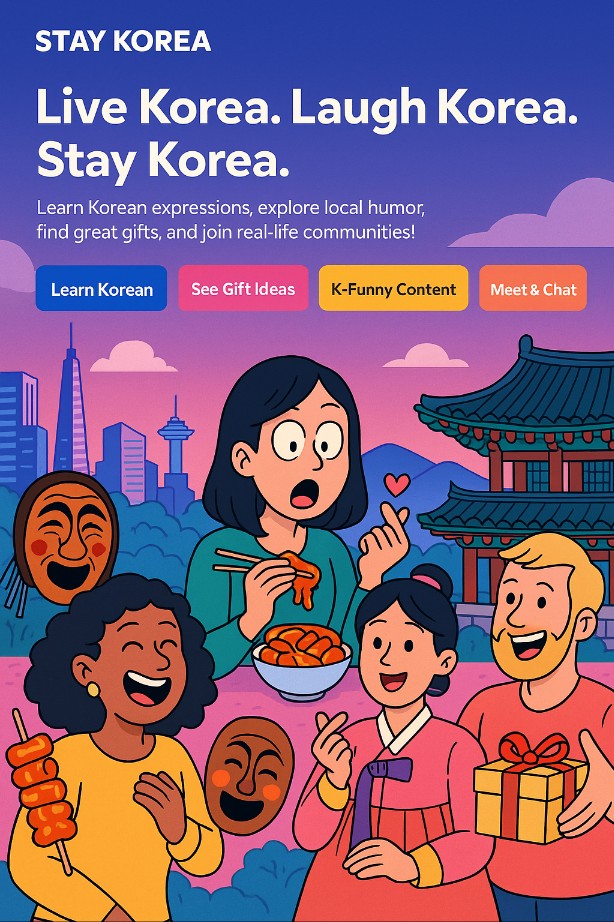 STAY KOREA
Live Korea. Laugh Korea.
Stay Korea.
Learn Korean expressions, explore local humor,
find great gifts, and join real-life communities!
Learn Korean
See Gift Ideas
K-Funny Content
Meet & Chat